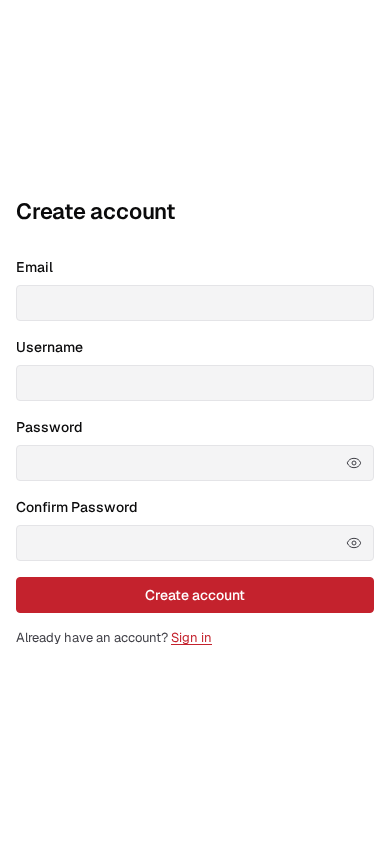 Create account
Email
Username
Password
Confirm Password
Create account
Already have an account? Sign in